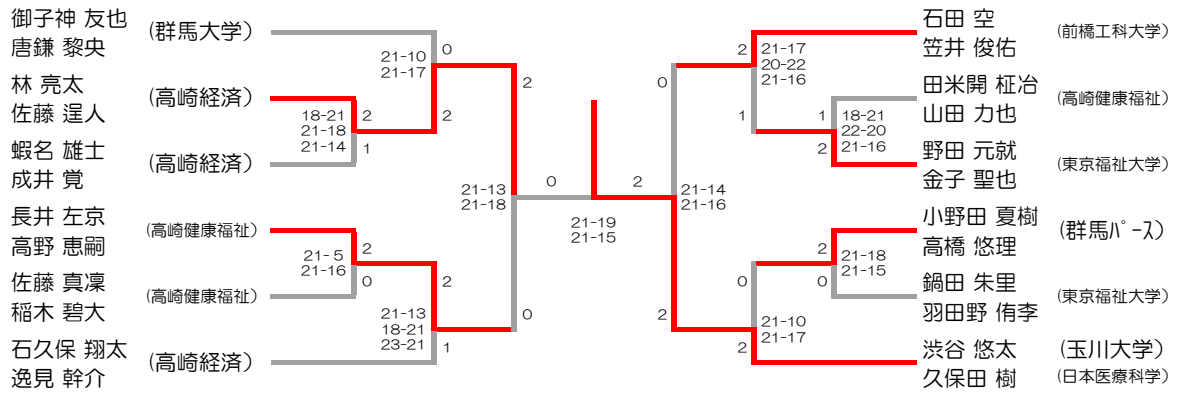 御子神 友也
唐鎌 黎央
(群馬大学)
林 亮太
佐藤 逞人
(高崎経済)
蝦名 雄士
成井 覚
(高崎経済)
長井 左京
高野 恵嗣
(高崎健康福祉)
佐藤 真凜
稲木 碧大
(高崎健康福祉)
石久保 翔太
逸見 幹介
(高崎経済)
0
21-10
21-17
2
2
18-21
21-18
21-14
2
1
21-13
21-18
2
21-5
21-16
0
2
21-13
18-21
23-21
1
0
0
2
21-19
21-15
石田 空
笠井 俊佑
(前橋工科大学)
田米開 柾冶
山田 力也
(高崎健康福祉)
野田 元就
金子 聖也
(東京福祉大学)
小野田 夏樹
高橋 悠理
(群馬パース)
鍋田 朱里
羽田野 侑李
(東京福祉大学)
渋谷 悠太
久保田 樹
(玉川大学)
(日本医療科学)
2
21-17
20-22
21-16
0
1
1
18-21
22-20
21-16
2
21-14
21-16
2
21-18
21-15
0
0
21-10
21-17
2
2